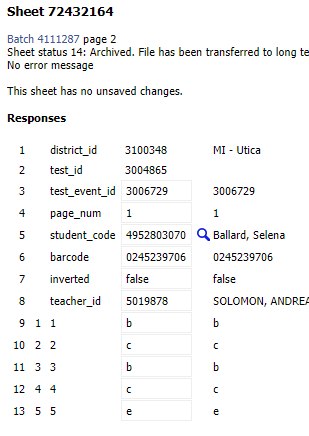 Sheet 72432164
Batch 4111287 page 2
Sheet status 14: Archived. File has been transferred to long te
No error message
This sheet has no unsaved changes.
Responses
1 district_id 3100348 MI - Utica
2 test_id 3004865
3 test_event_id 3006729 3006729
4 page_num 1 1
5 student_code 4952803070 Ballard, Selena
6 barcode 0245239706 0245239706
7 inverted false false
8 teacher_id 5019878 SOLOMON, ANDREA
9 1 1 b b
10 2 2 c c
11 3 3 b b
12 4 4 c c
13 5 5 e e